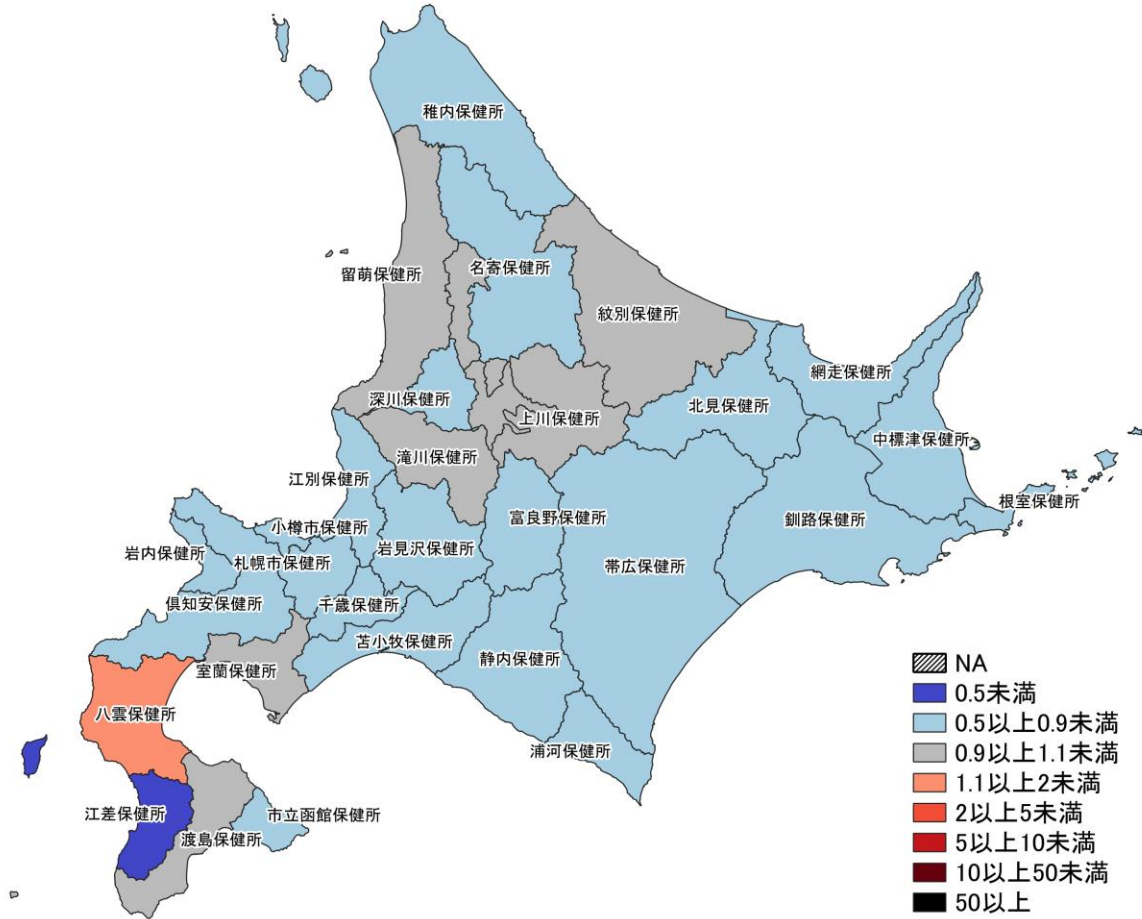 稚内保健所
名寄保健所
留萌保健所
紋別保健所
網走保健所
深川保健所
北見保健所
上川保健所
中標津保健所
滝川保健所
江別保健所
根室保健所
富良野保健所
釧路保健所
小樽市保健所
岩見沢保健所
岩内保健所
札幌市保健所
帯広保健所
倶知安保健所
千歳保健所
苫小牧保健所
静内保健所
室蘭保健所
八雲保健所
浦河保健所
江差保健所
市立函館保健所
渡島保健所
NA
0.5未満
0.5以上0.9未満
0.9以上1.1未満
1.1以上2未満
2以上5未満
5以上10未満
10以上50未満
50以上